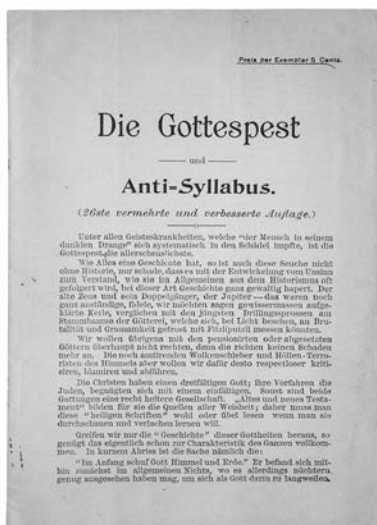 Preis per Exemplar 5 Cents.
Die Gottespest
und
Anti=Syllabus.
(26ste vermehrte und verbesserte Auflage.)
Unter allen Geisteskrankheiten, welche "der Mensch in seinem
dunklen Drange" sich systematisch in den Schädel impfte, ist die
Gottespest die allerscheuslichste.
Wie Alles eine Geschichte hat, so ist auch diese Seuche nicht
ohne Historie, nur schade, dass es mit der Entwickelung vom Unsinn
zum Verstand, wie sie im Allgemeinen aus dem Historismus oft
gefolgert wird, bei dieser Art Geschichte ganz gewaltig hapert. Der
alte Zeus und sein Doppelgänger, der Jupiter—das waren noch
ganz anständige, fidele, wir möchten sagen gewissermassen aufge-
klärte Kerle, verglichen mit den jüngsten Drillingssprossen am
Stammbaume der Götterei, welche sich, bei Licht besehen, an Bru-
talität und Grausamkeit getrost mit Fitzliputzli messen könnten.
Wir wollen übrigens mit den pensionirten oder abgesetzten
Göttern überhaupt nicht rechten, denn die richten keinen Schaden
mehr an. Die noch amtirenden Wolkenschieber und Höllen-Terro-
risten des Himmels aber wollen wir dafür desto respectloser kriti-
siren, blamiren und abführen.
Die Christen haben einen dreifältigen Gott; ihre Vorfahren die
Juden, begnügten sich mit einem einfältigen. Sonst sind beide
Gattungen eine recht heitere Gesellschaft. „Altes und neues Testa-
ment" bilden für sie die Quellen aller Weisheit; daher muss man
diese "heiligen Schriften" wohl oder übel lesen wenn man sie
durchschauen und verlachen lernen will.
Greifen wir nur die "Geschichte" dieser Gottheiten heraus, so
genügt das eigentlich schon zur Charakteristik des Ganzen vollkom-
men. In kurzem Abriss ist die Sache nämlich die:
"Im Anfang schuf Gott Himmel und Erde." Er befand sich mit-
hin zunächst im allgemeinen Nichts, wo es allerdings nüchtern
genug ausgesehen haben mag, um sich als Gott darin zu langweilen.